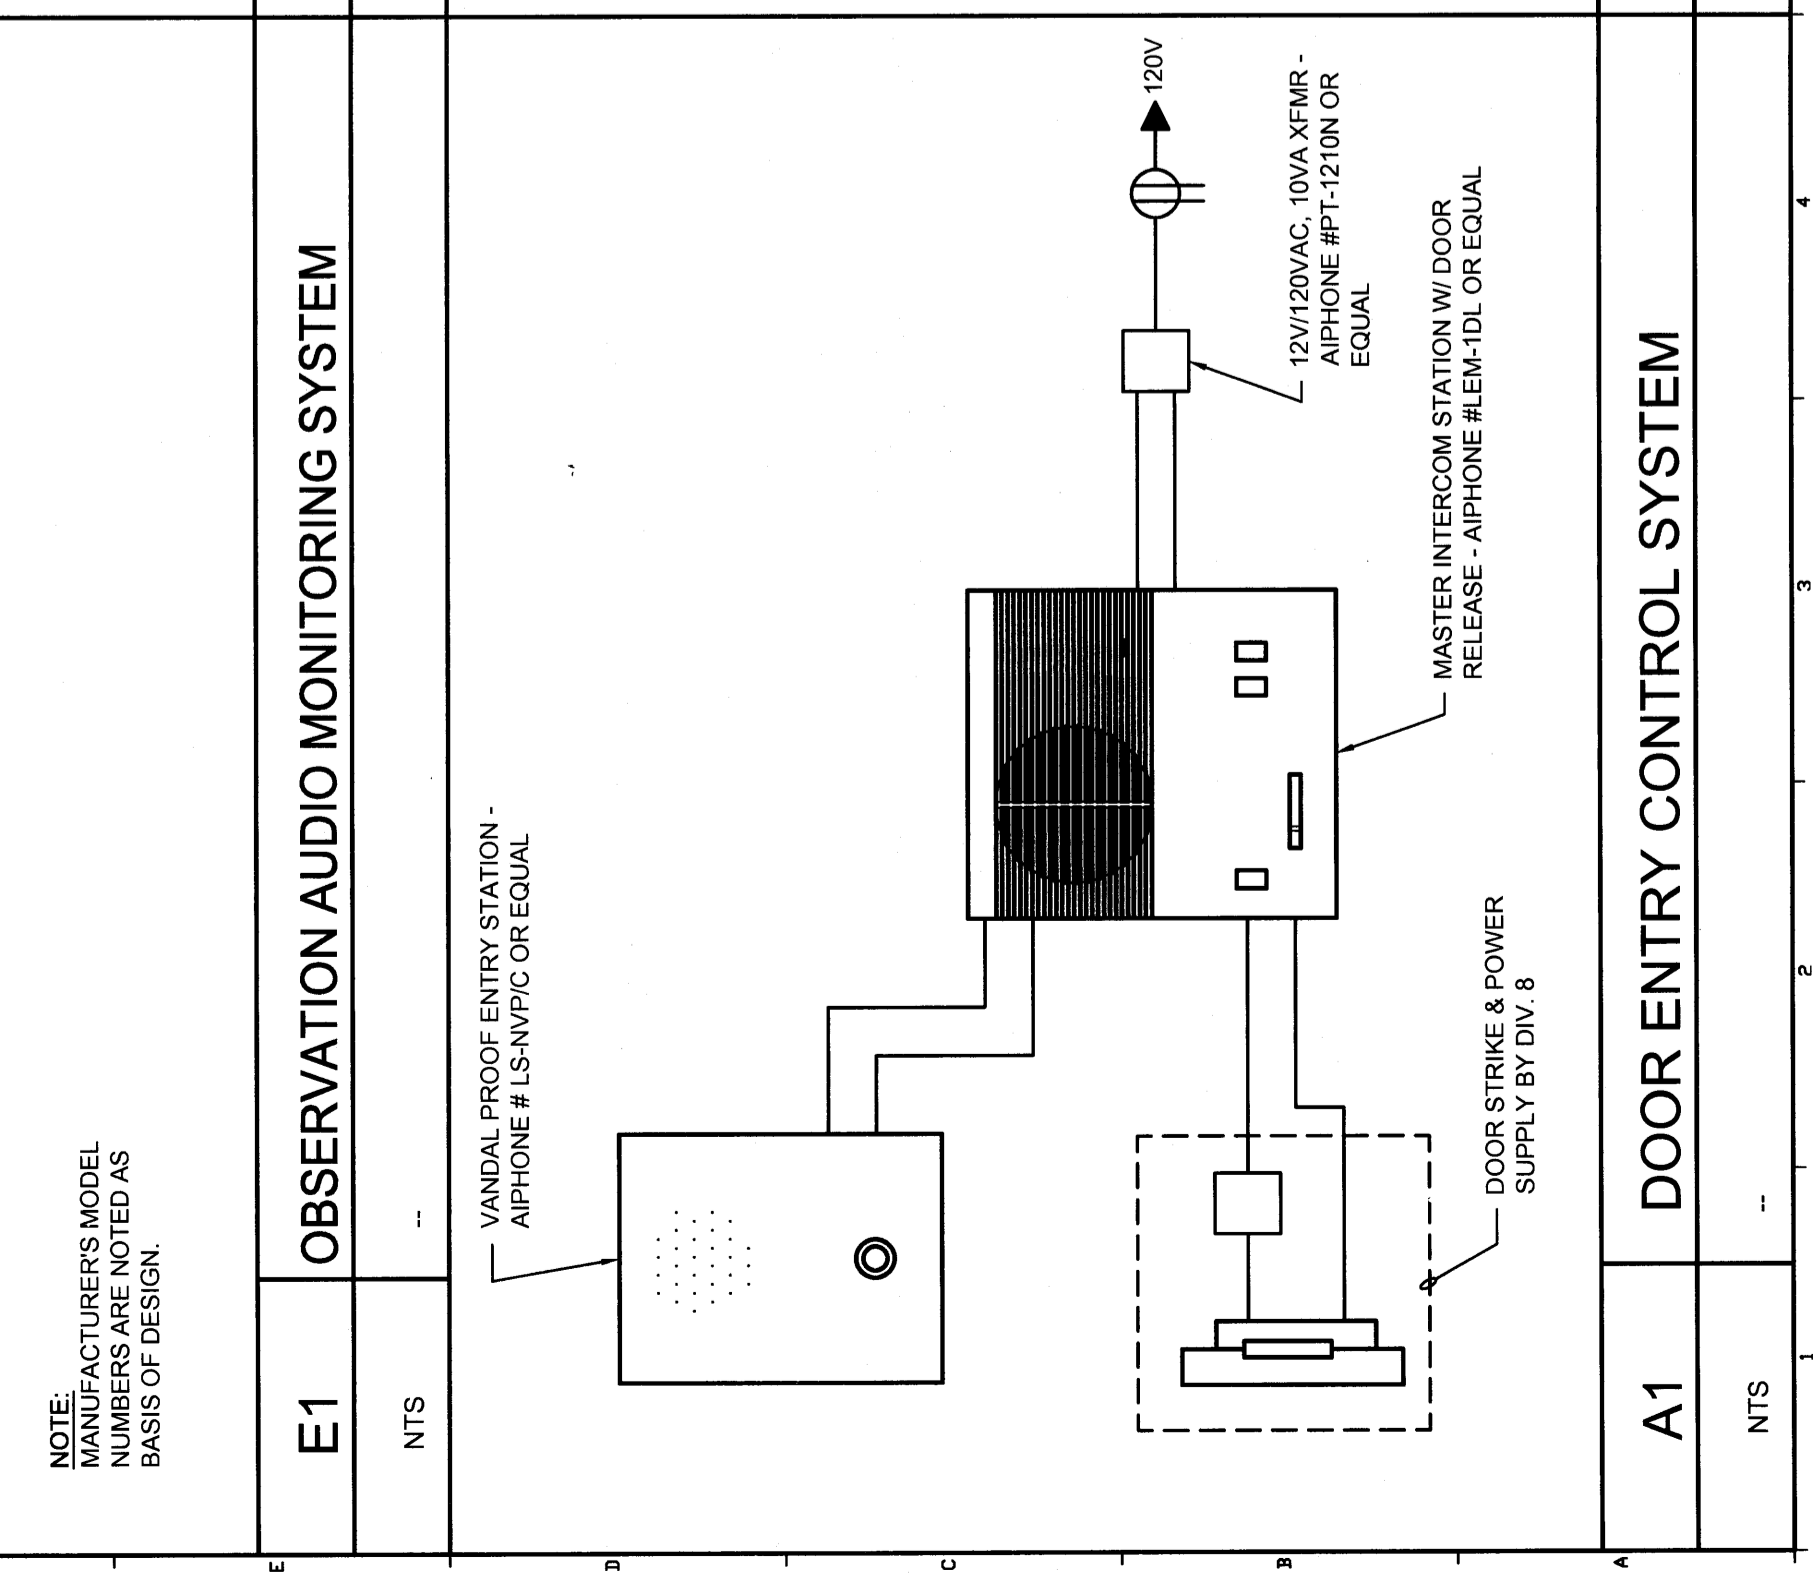 NOTE:
MANUFACTURER'S MODEL
NUMBERS ARE NOTED AS
BASIS OF DESIGN.
E1
OBSERVATION AUDIO MONITORING SYSTEM
NTS
--
VANDAL PROOF ENTRY STATION -
AIPHONE # LS-NVP/C OR EQUAL
120V
12V/120VAC, 10VA XFMR -
AIPHONE #PT-1210N OR
EQUAL
MASTER INTERCOM STATION W/ DOOR
RELEASE - AIPHONE #LEM-1DL OR EQUAL
DOOR STRIKE & POWER
SUPPLY BY DIV. 8
A1
DOOR ENTRY CONTROL SYSTEM
NTS
--
E
D
C
B
A
1
2
3
4